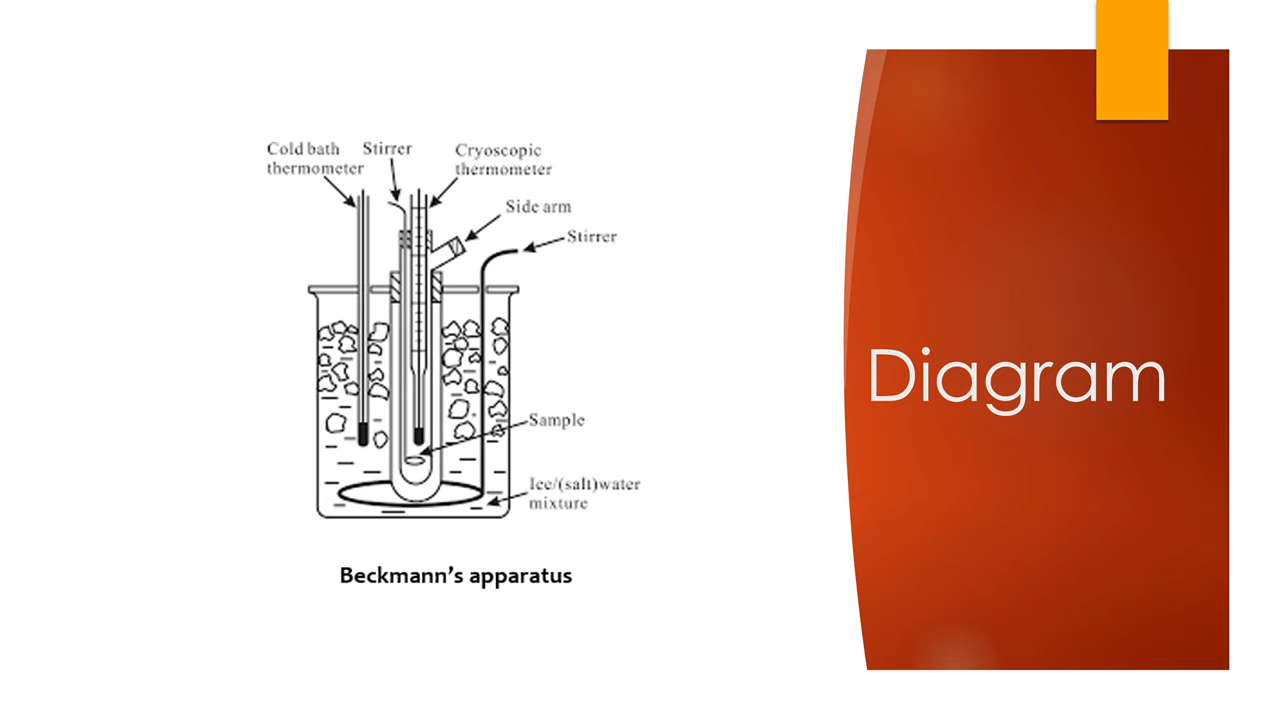 Cold bath
thermometer
Stirrer
Cryoscopic
thermometer
Side arm
Stirrer
Sample
Ice/(salt)water
mixture
Beckmann's apparatus
Diagram